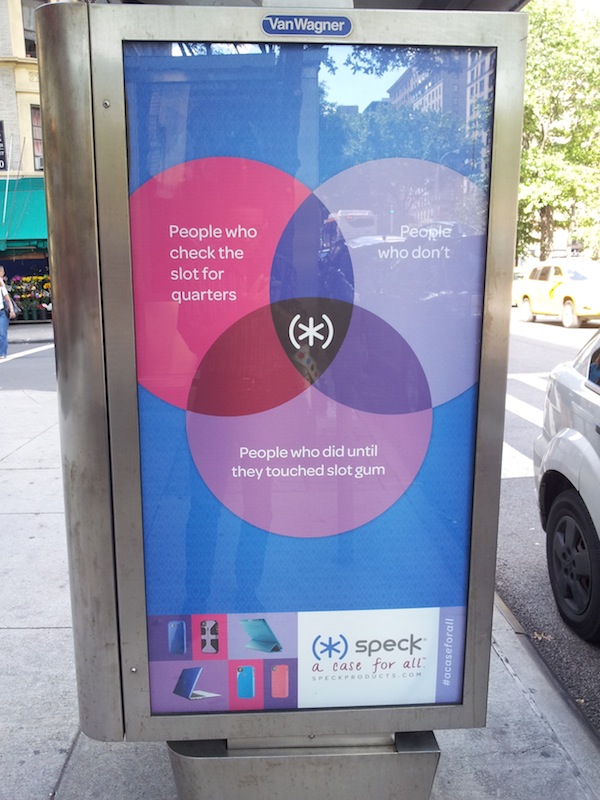 VanWagner
People who
check the
slot for
quarters
People
who don't
(*)
People who did until
they touched slot gum
(*) speck®
a case for all™
SPECKPRODUCTS.COM
#acaseforall